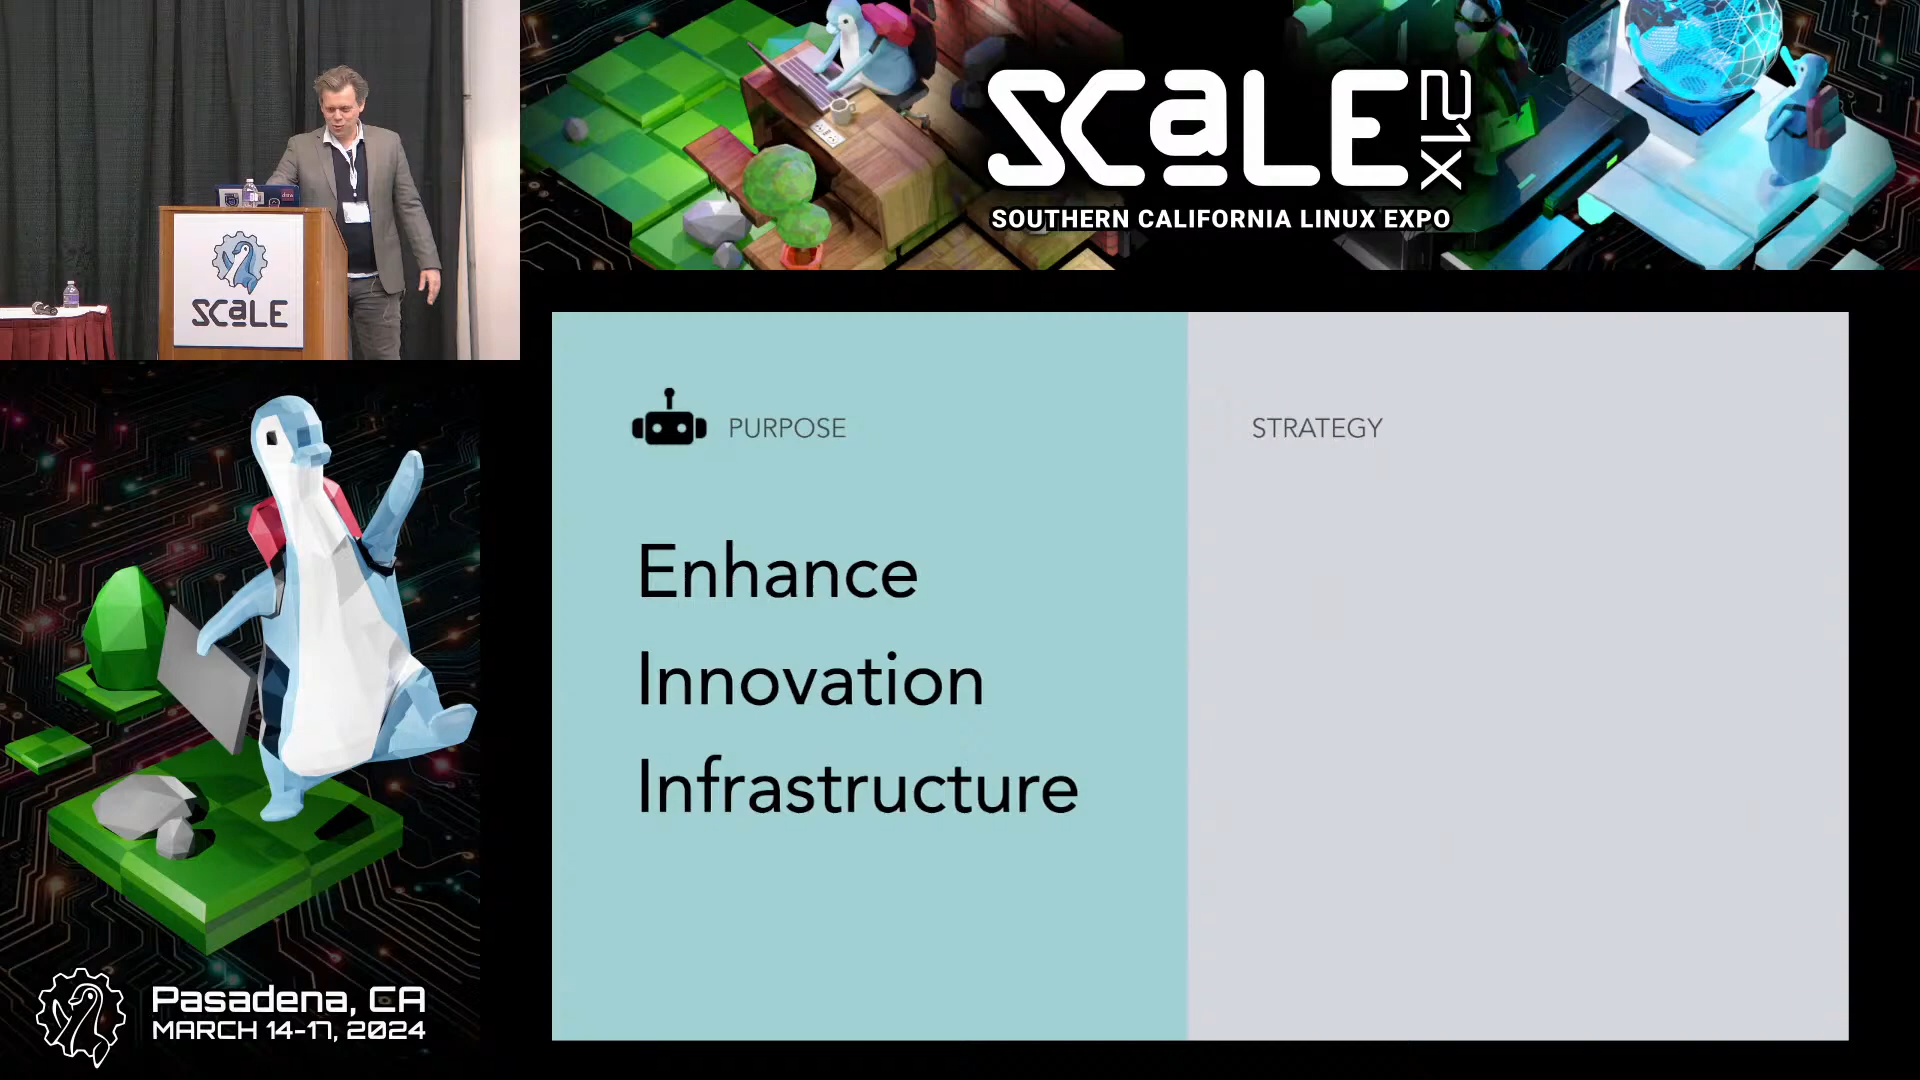 SCaLE
21X
SOUTHERN CALIFORNIA LINUX EXPO
SCaLE
PURPOSE
STRATEGY
Enhance
Innovation
Infrastructure
Pasadena, CA
MARCH 14-17, 2024